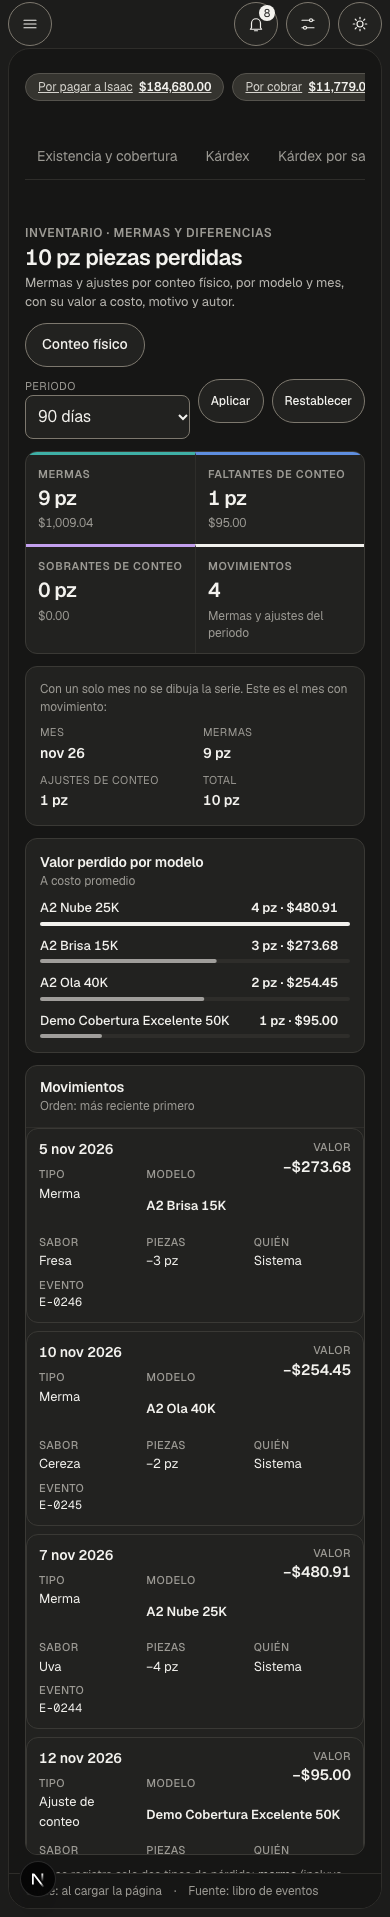 8
Por pagar a Isaac $184,680.00 Por cobrar $11,779.0
Existencia y cobertura Kárdex Kárdex por sa
INVENTARIO · MERMAS Y DIFERENCIAS
10 pz piezas perdidas
Mermas y ajustes por conteo físico, por modelo y mes,
con su valor a costo, motivo y autor.
Conteo físico
PERIODO
90 días Aplicar Restablecer
MERMAS FALTANTES DE CONTEO
9 pz 1 pz
$1,009.04 $95.00
SOBRANTES DE CONTEO MOVIMIENTOS
0 pz 4
$0.00 Mermas y ajustes del
periodo
Con un solo mes no se dibuja la serie. Este es el mes con
movimiento:
MES MERMAS
nov 26 9 pz
AJUSTES DE CONTEO TOTAL
1 pz 10 pz
Valor perdido por modelo
A costo promedio
A2 Nube 25K 4 pz · $480.91
A2 Brisa 15K 3 pz · $273.68
A2 Ola 40K 2 pz · $254.45
Demo Cobertura Excelente 50K 1 pz · $95.00
Movimientos
Orden: más reciente primero
5 nov 2026 VALOR
−$273.68
TIPO MODELO
Merma A2 Brisa 15K
SABOR PIEZAS QUIÉN
Fresa −3 pz Sistema
EVENTO
E-0246
10 nov 2026 VALOR
−$254.45
TIPO MODELO
Merma A2 Ola 40K
SABOR PIEZAS QUIÉN
Cereza −2 pz Sistema
EVENTO
E-0245
7 nov 2026 VALOR
−$480.91
TIPO MODELO
Merma A2 Nube 25K
SABOR PIEZAS QUIÉN
Uva −4 pz Sistema
EVENTO
E-0244
12 nov 2026 VALOR
−$95.00
TIPO MODELO
Ajuste de
conteo Demo Cobertura Excelente 50K
SABOR PIEZAS QUIÉN
N
al cargar la página · Fuente: libro de eventos